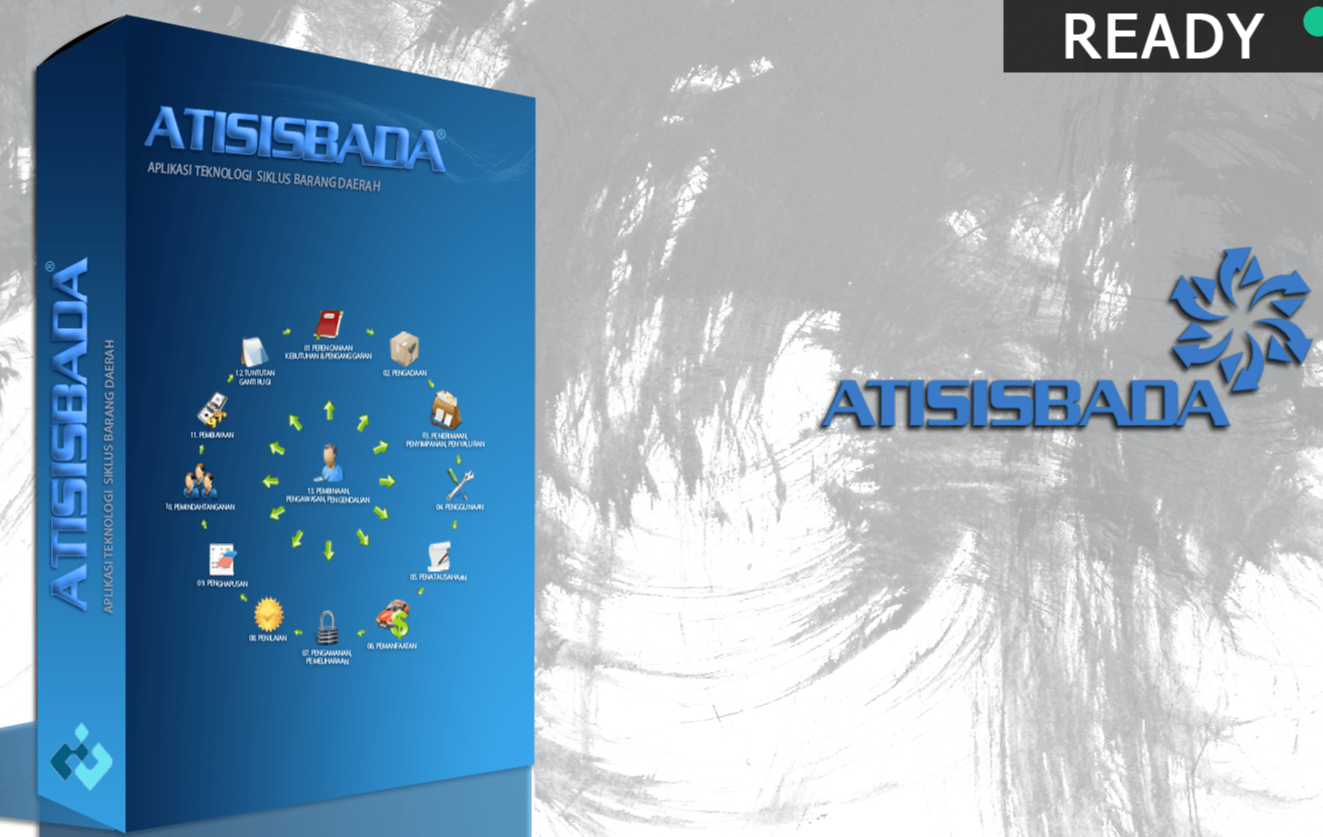 READY
ATISISBADA®
APLIKASI TEKNOLOGI SIKLUS BARANG DAERAH
ATISISBADA®
APLIKASI TEKNOLOGI SIKLUS BARANG DAERAH
01 PERENCANAAN
KEBUTUHAN & PENGANGGARAN
02. PENGADAAN
03. PENERIMAAN,
PENYIMPANAN, PENYALURAN
04. PENGGUNAAN
05. PENATAUSAHAAN
06. PEMANFAATAN
07. PENGAMANAN,
PEMELIHARAAN
08. PENILAIAN
09. PENGHAPUSAN
10. PEMINDAHTANGANAN
11. PEMBIAYAAN
12. TUNTUTAN
GANTI RUGI
13. PEMBINAAN,
PENGAWASAN, PENGENDALIAN
ATISISBADA